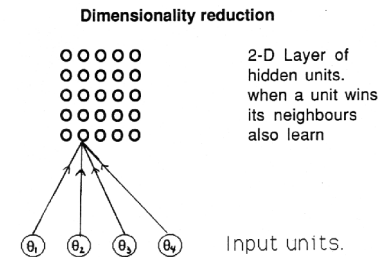 Dimensionality reduction
2-D Layer of
hidden units.
when a unit wins
its neighbours
also learn
θ₁ θ₂ θ₃ θ₄
Input units.